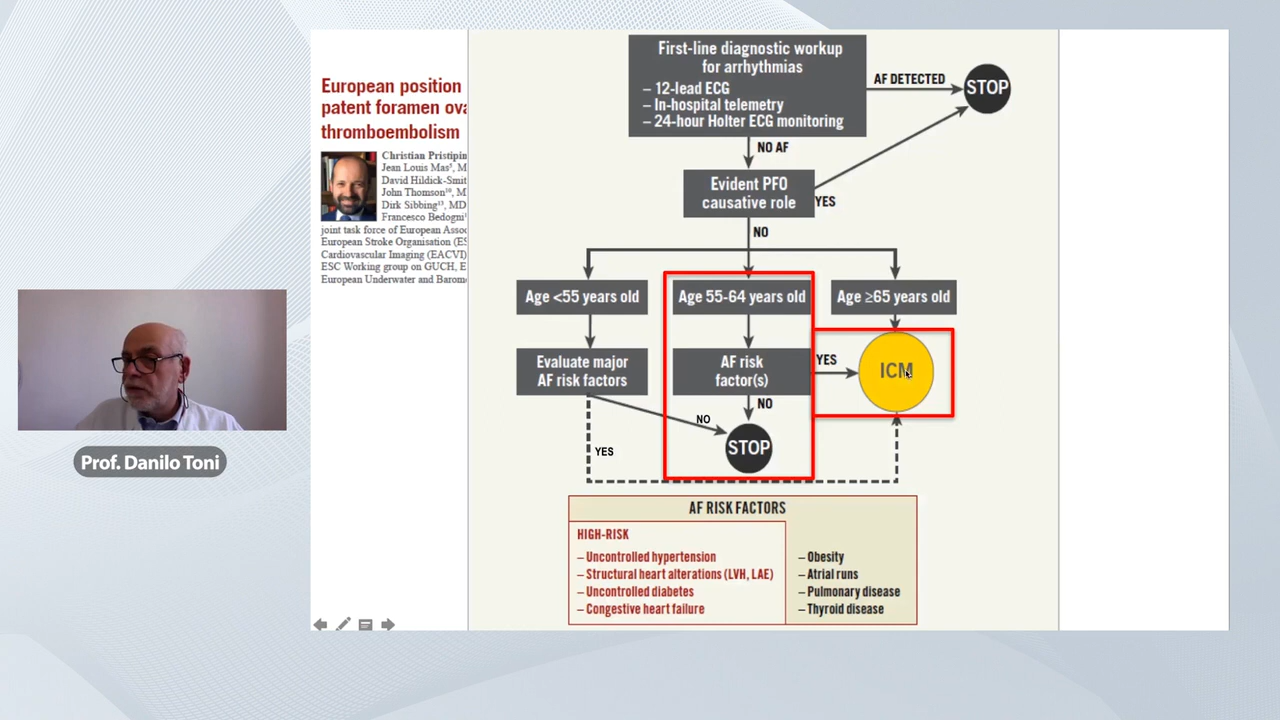 European position
patent foramen ova
thromboembolism
Christian Pristipin
Jean Louis Mas⁵, M
David Hildick-Smit
John Thomson¹⁰, M
Dirk Sibbing¹³, MD
Francesco Bedogni¹
joint task force of European Assoc
European Stroke Organisation (ES
Cardiovascular Imaging (EACVI)
ESC Working group on GUCH, E
European Underwater and Barom
First-line diagnostic workup
for arrhythmias
– 12-lead ECG
– In-hospital telemetry
– 24-hour Holter ECG monitoring
AF DETECTED
STOP
NO AF
Evident PFO
causative role
YES
NO
Age <55 years old
Age 55-64 years old
Age ≥65 years old
Evaluate major
AF risk factors
AF risk
factor(s)
YES
ICM
NO
NO
STOP
YES
AF RISK FACTORS
HIGH-RISK
– Uncontrolled hypertension
– Structural heart alterations (LVH, LAE)
– Uncontrolled diabetes
– Congestive heart failure
– Obesity
– Atrial runs
– Pulmonary disease
– Thyroid disease
Prof. Danilo Toni